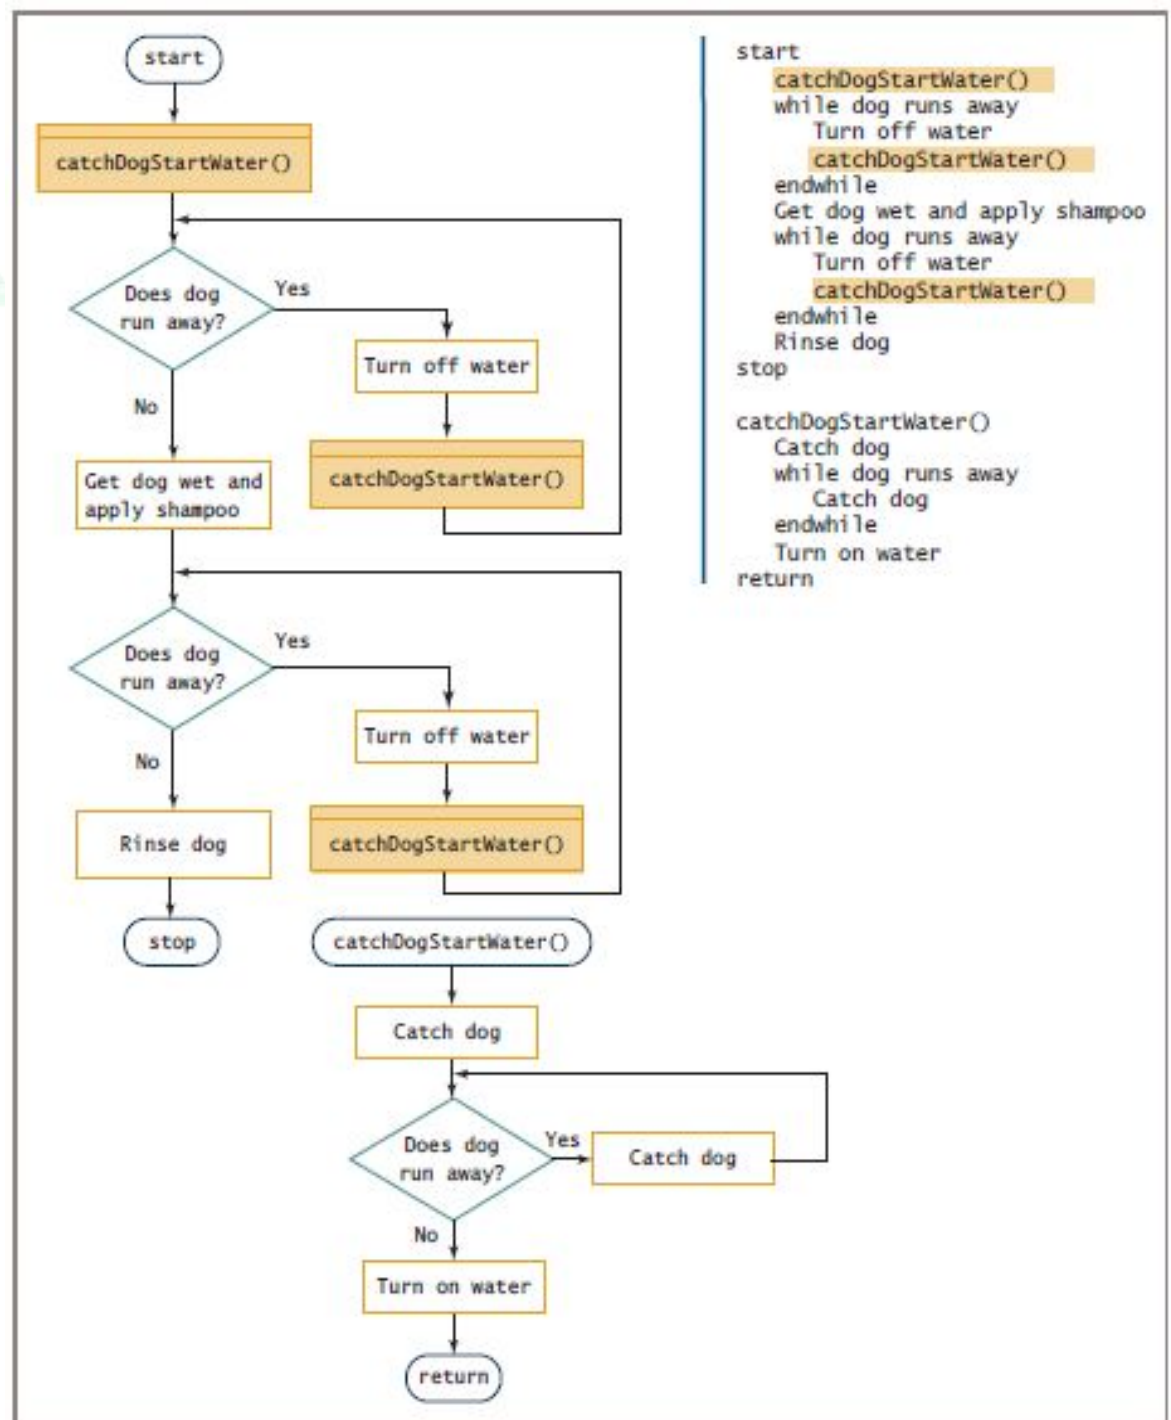 start
catchDogStartWater()
Does dog
run away?
Yes
Turn off water
catchDogStartWater()
No
Get dog wet and
apply shampoo
Does dog
run away?
Yes
Turn off water
catchDogStartWater()
No
Rinse dog
stop
catchDogStartWater()
Catch dog
Does dog
run away?
Yes
Catch dog
No
Turn on water
return
start
catchDogStartWater()
while dog runs away
Turn off water
catchDogStartWater()
endwhile
Get dog wet and apply shampoo
while dog runs away
Turn off water
catchDogStartWater()
endwhile
Rinse dog
stop
catchDogStartWater()
Catch dog
while dog runs away
Catch dog
endwhile
Turn on water
return